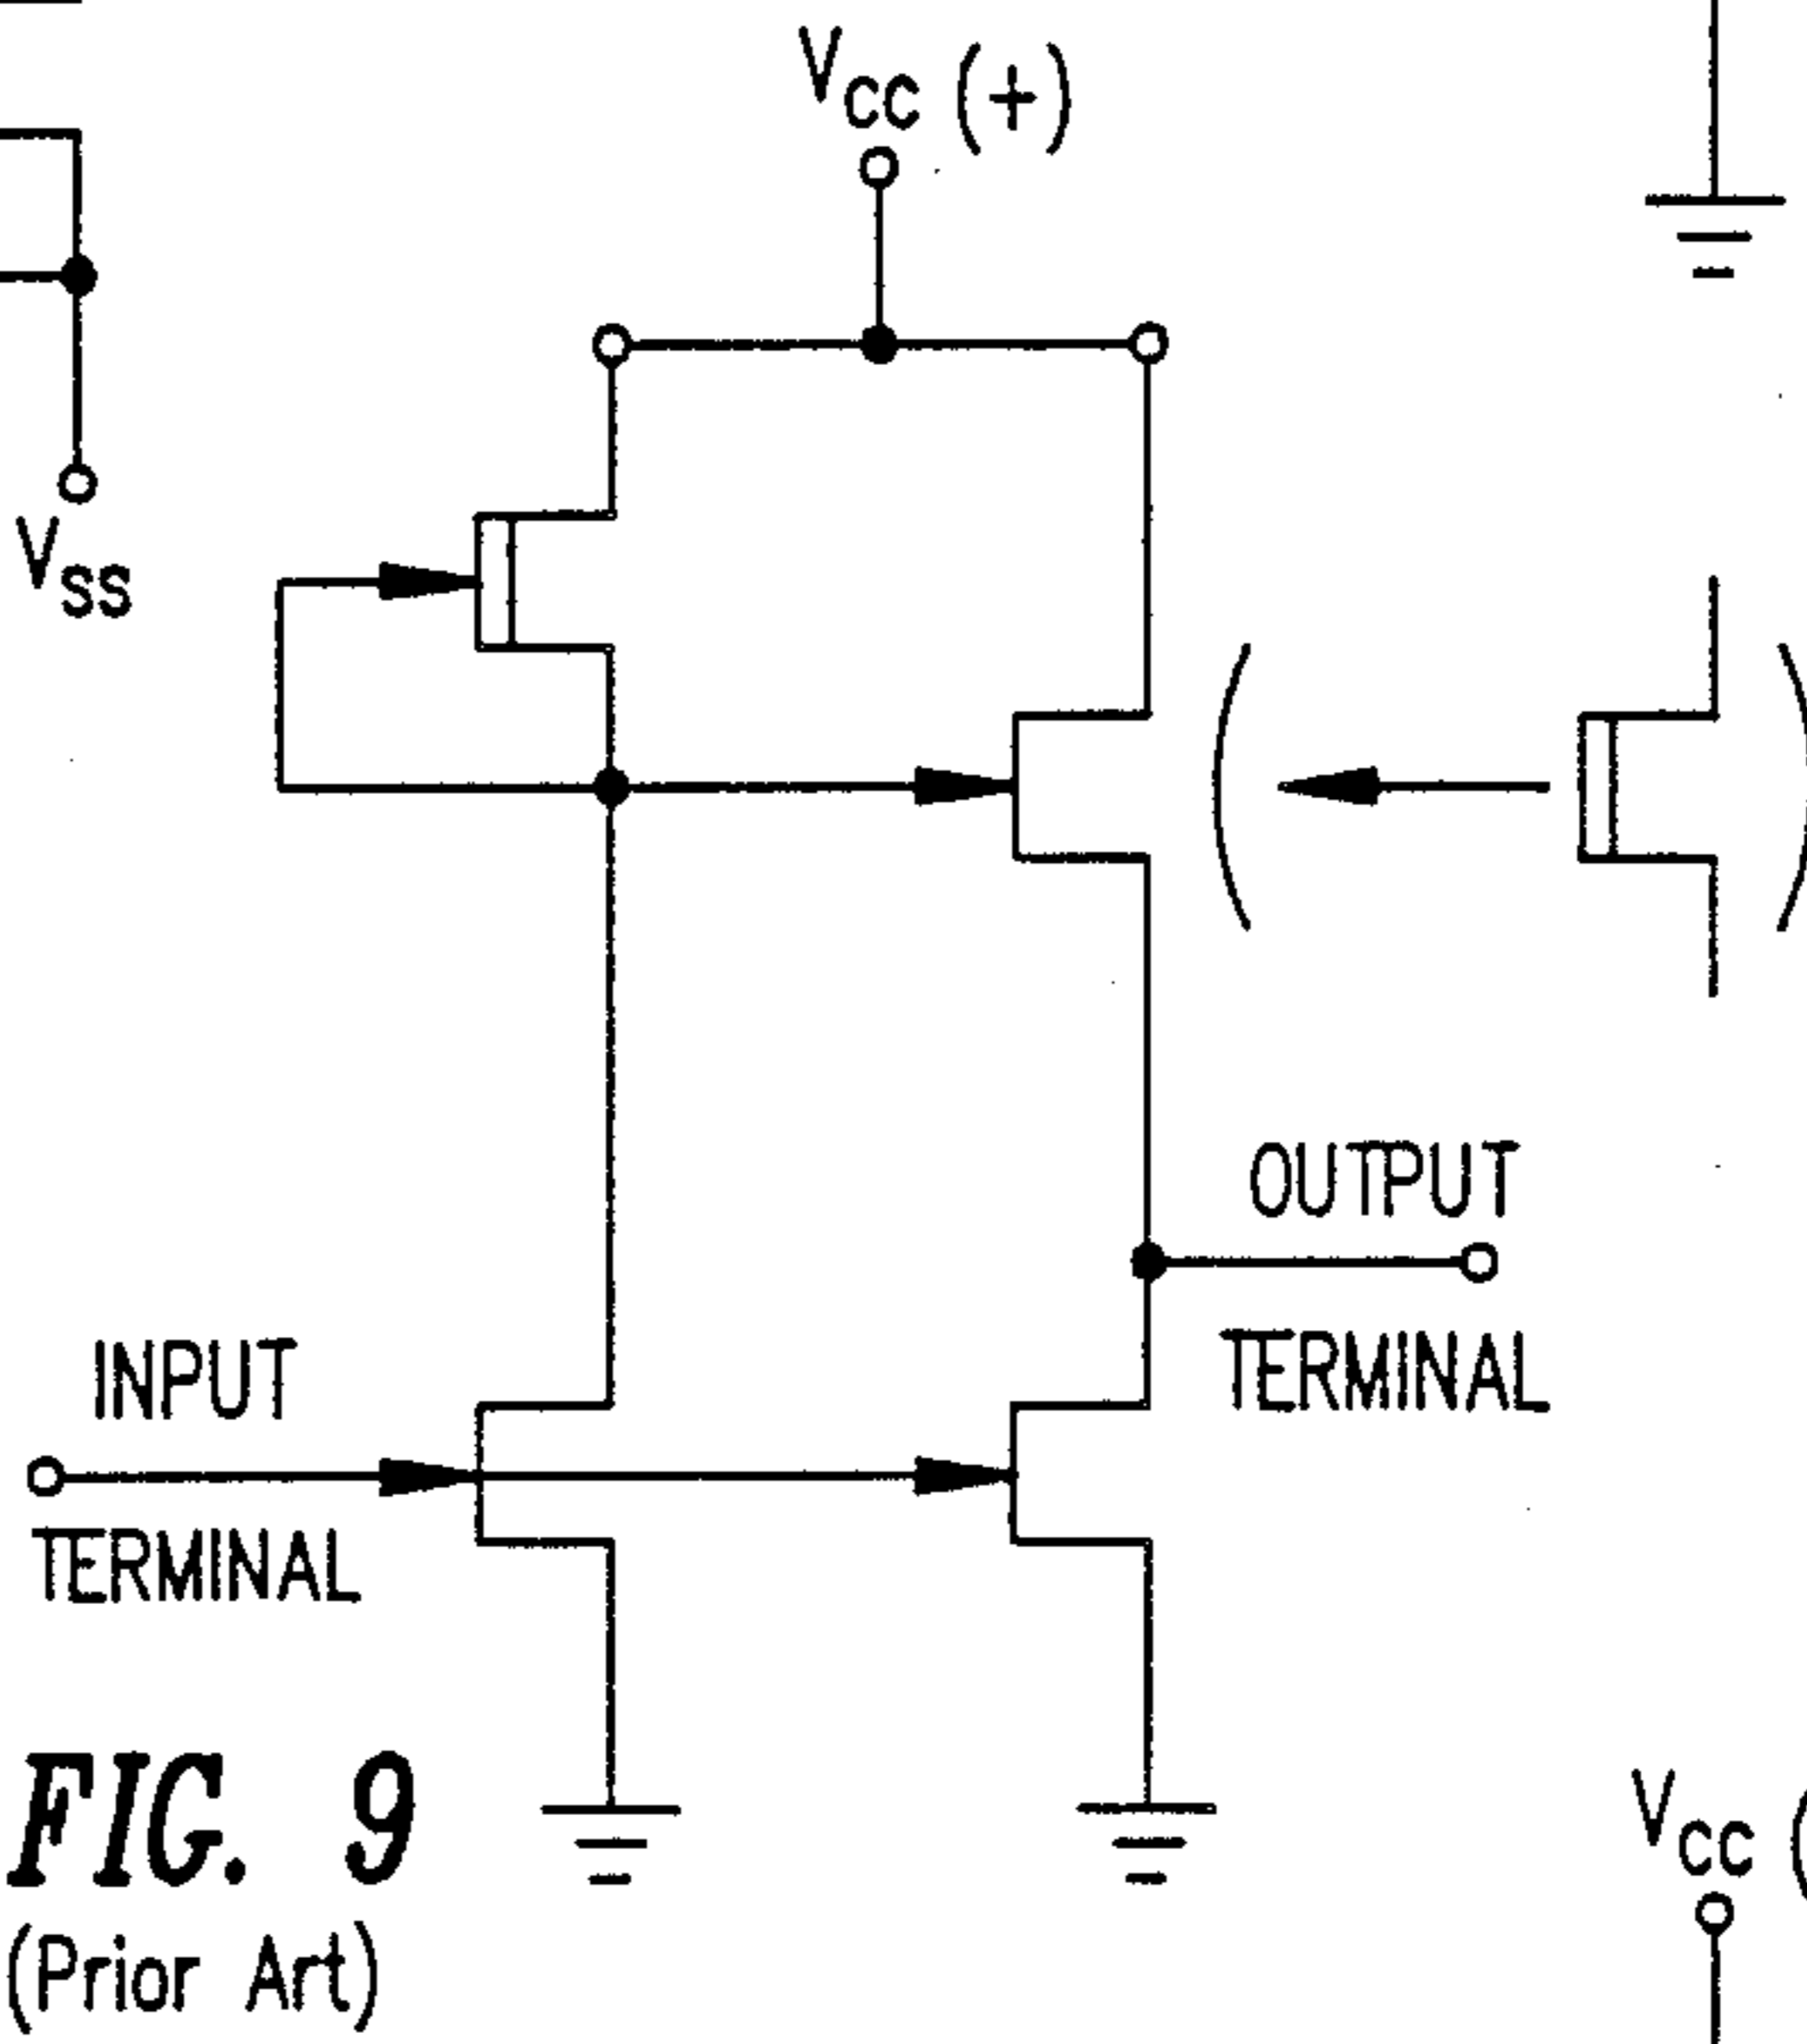 VCC (+)
VSS
OUTPUT
TERMINAL
INPUT
TERMINAL
FIG. 9
(Prior Art)
VCC (